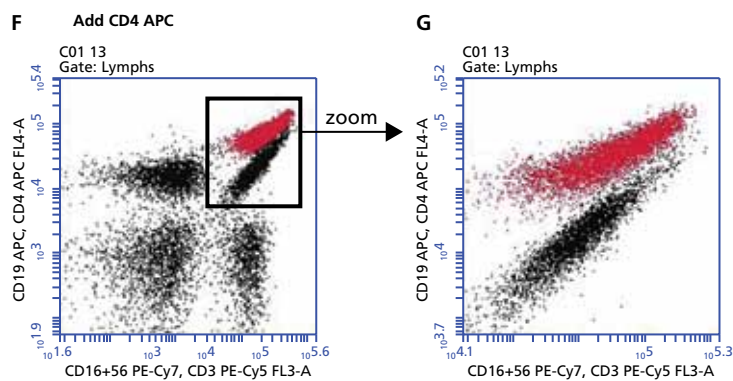 F Add CD4 APC
C01 13
Gate: Lymphs
CD19 APC, CD4 APC FL4-A
10^5.4
10^5
10^4
10^3
10^1.9
10^1.6 10^3 10^4 10^5 10^5.6
CD16+56 PE-Cy7, CD3 PE-Cy5 FL3-A
zoom
G
C01 13
Gate: Lymphs
CD19 APC, CD4 APC FL4-A
10^5.2
10^5
10^4
10^3.7
10^4.1 10^5 10^5.3
CD16+56 PE-Cy7, CD3 PE-Cy5 FL3-A